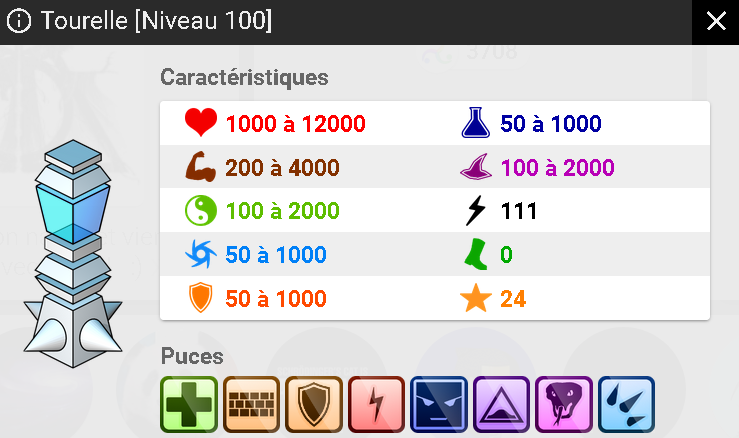 Tourelle [Niveau 100]
3708
Caractéristiques
1000 à 12000 50 à 1000
200 à 4000 100 à 2000
100 à 2000 111
50 à 1000 0
50 à 1000 24
Puces